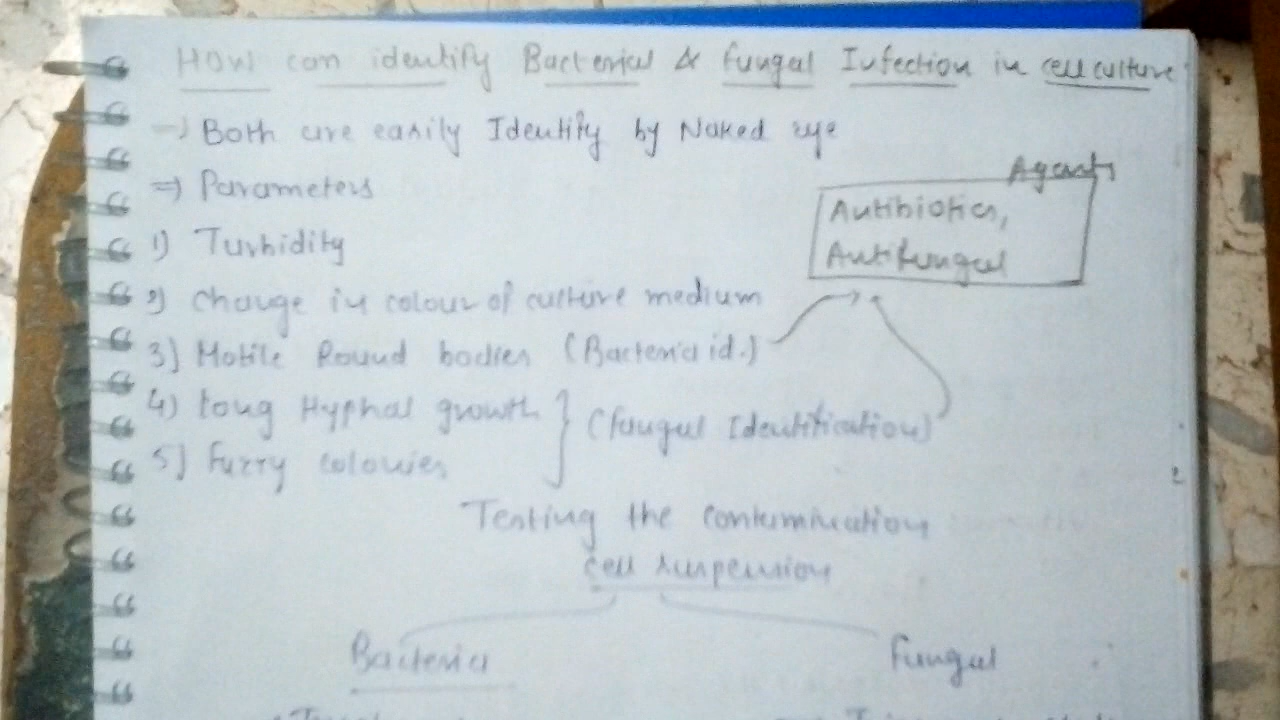 How can identify Bacterial & fungal Infection in cell culture
-) Both are easily Identify by Naked eye
=) Parameters
Agents
Antibiotics,
Antifungal
1) Turbidity
2) Change in colour of culture medium
3) Motile Round bodies (Bacteria id.)
4) Long Hyphal growth } (fungal Identification)
5) Furry colonies
Testing the contamination
cell suspension
Bacteria
Fungal